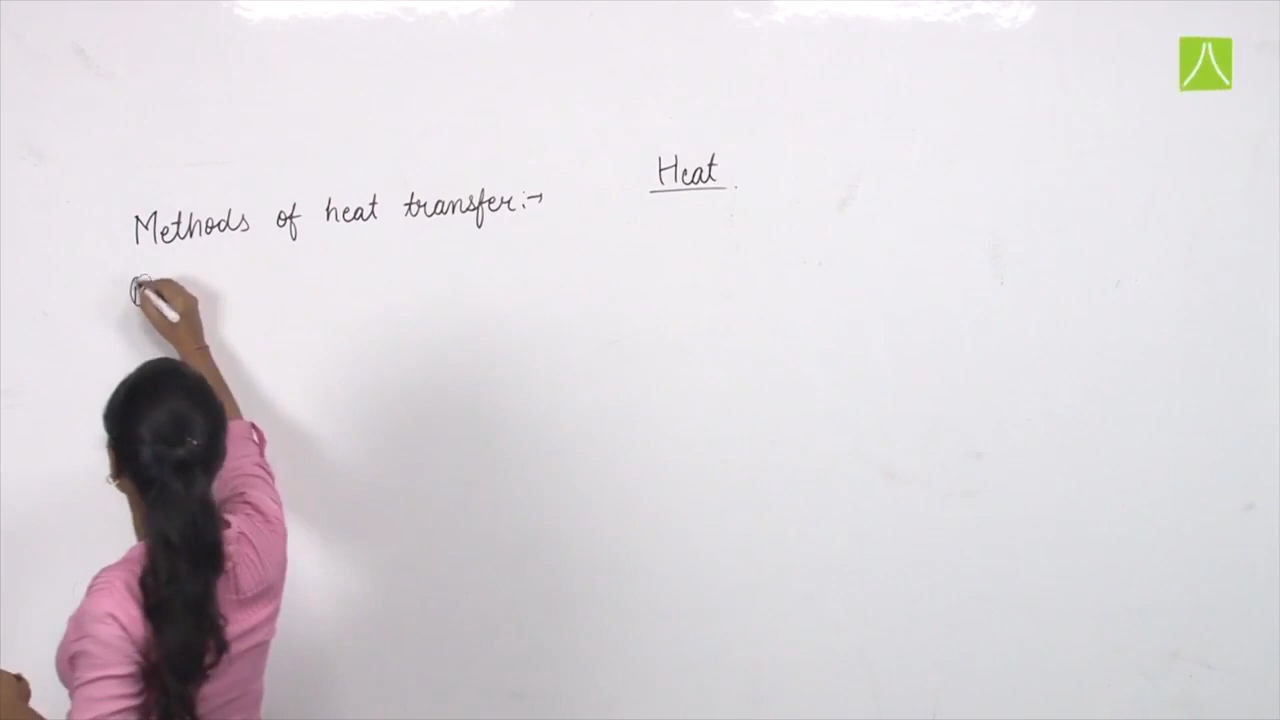 Heat.
Methods of heat transfer:→